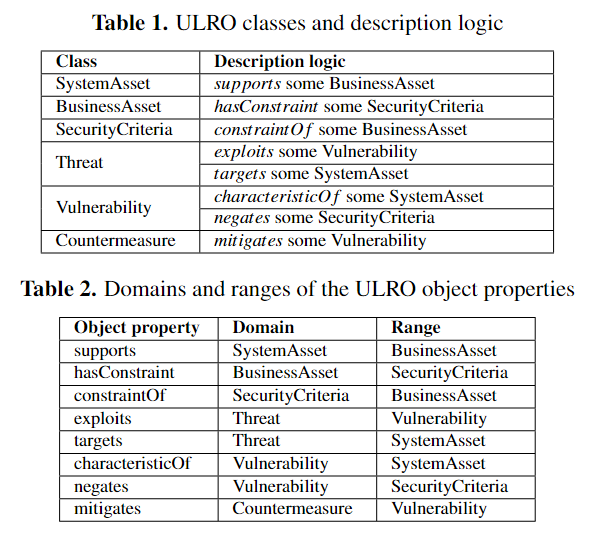 Table 1. ULRO classes and description logic
Class Description logic
SystemAsset supports some BusinessAsset
BusinessAsset hasConstraint some SecurityCriteria
SecurityCriteria constraintOf some BusinessAsset
Threat exploits some Vulnerability
targets some SystemAsset
Vulnerability characteristicOf some SystemAsset
negates some SecurityCriteria
Countermeasure mitigates some Vulnerability
Table 2. Domains and ranges of the ULRO object properties
Object property Domain Range
supports SystemAsset BusinessAsset
hasConstraint BusinessAsset SecurityCriteria
constraintOf SecurityCriteria BusinessAsset
exploits Threat Vulnerability
targets Threat SystemAsset
characteristicOf Vulnerability SystemAsset
negates Vulnerability SecurityCriteria
mitigates Countermeasure Vulnerability